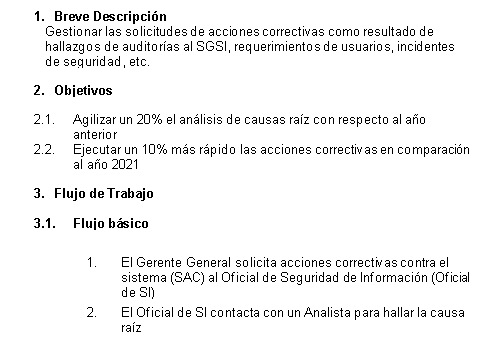 1. Breve Descripción
Gestionar las solicitudes de acciones correctivas como resultado de
hallazgos de auditorías al SGSI, requerimientos de usuarios, incidentes
de seguridad, etc.
2. Objetivos
2.1. Agilizar un 20% el análisis de causas raíz con respecto al año
anterior
2.2. Ejecutar un 10% más rápido las acciones correctivas en comparación
al año 2021
3. Flujo de Trabajo
3.1. Flujo básico
1. El Gerente General solicita acciones correctivas contra el
sistema (SAC) al Oficial de Seguridad de Información (Oficial
de SI)
2. El Oficial de SI contacta con un Analista para hallar la causa
raíz